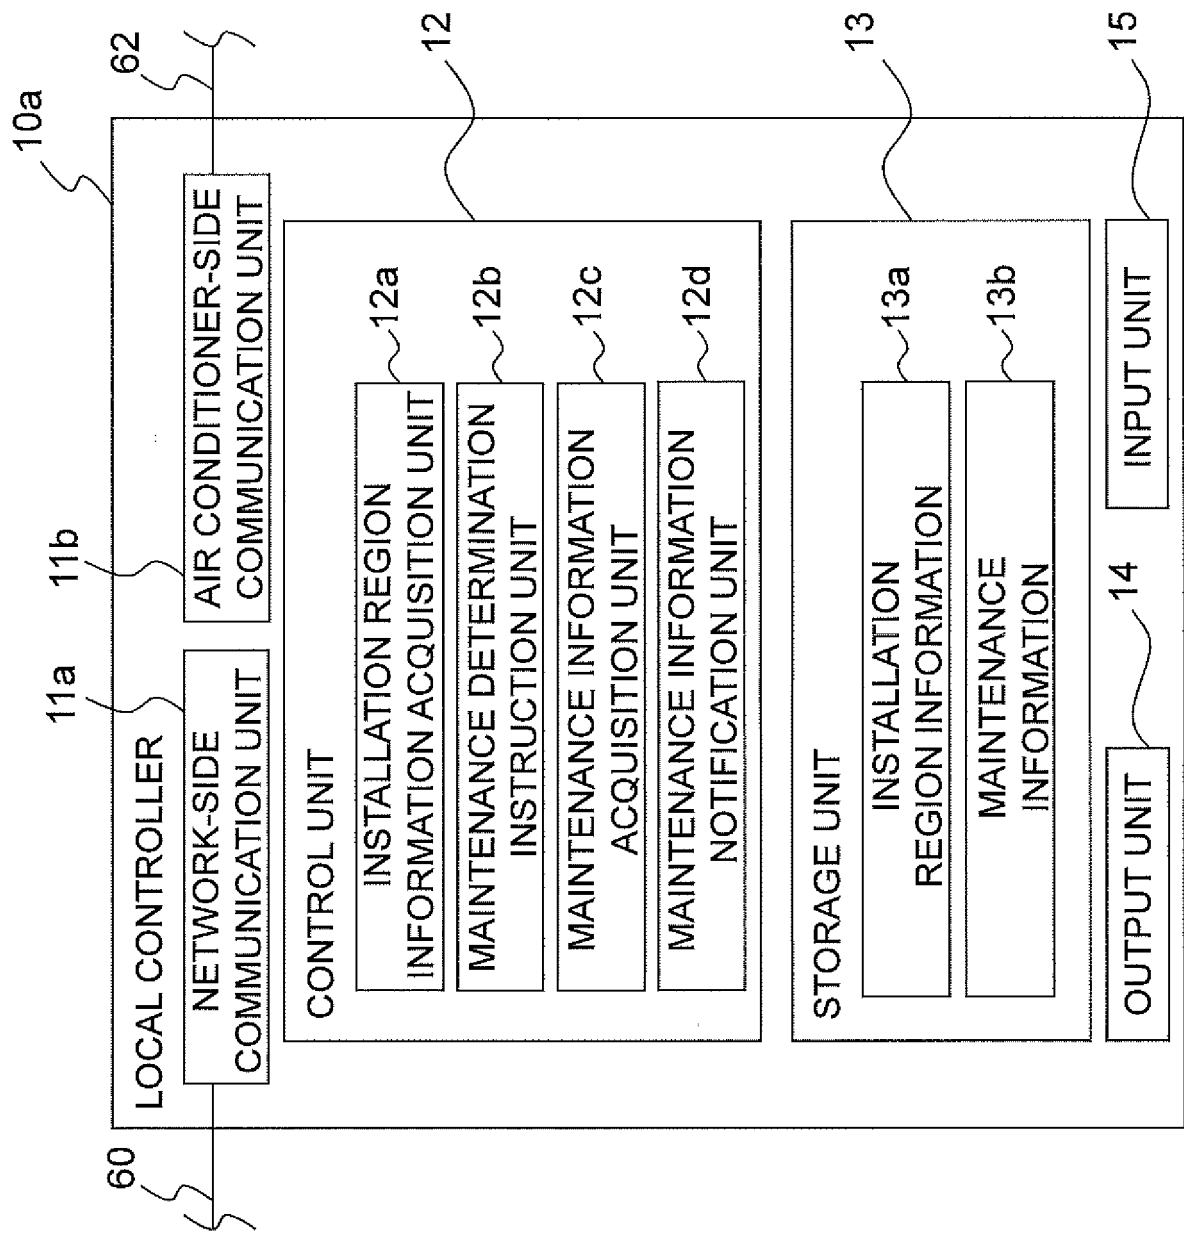 10a
LOCAL CONTROLLER
11a
11b
60
62
NETWORK-SIDE
COMMUNICATION UNIT
AIR CONDITIONER-SIDE
COMMUNICATION UNIT
12
CONTROL UNIT
INSTALLATION REGION
INFORMATION ACQUISITION UNIT
12a
MAINTENANCE DETERMINATION
INSTRUCTION UNIT
12b
MAINTENANCE INFORMATION
ACQUISITION UNIT
12c
MAINTENANCE INFORMATION
NOTIFICATION UNIT
12d
13
STORAGE UNIT
INSTALLATION
REGION INFORMATION
13a
MAINTENANCE
INFORMATION
13b
14
OUTPUT UNIT
15
INPUT UNIT